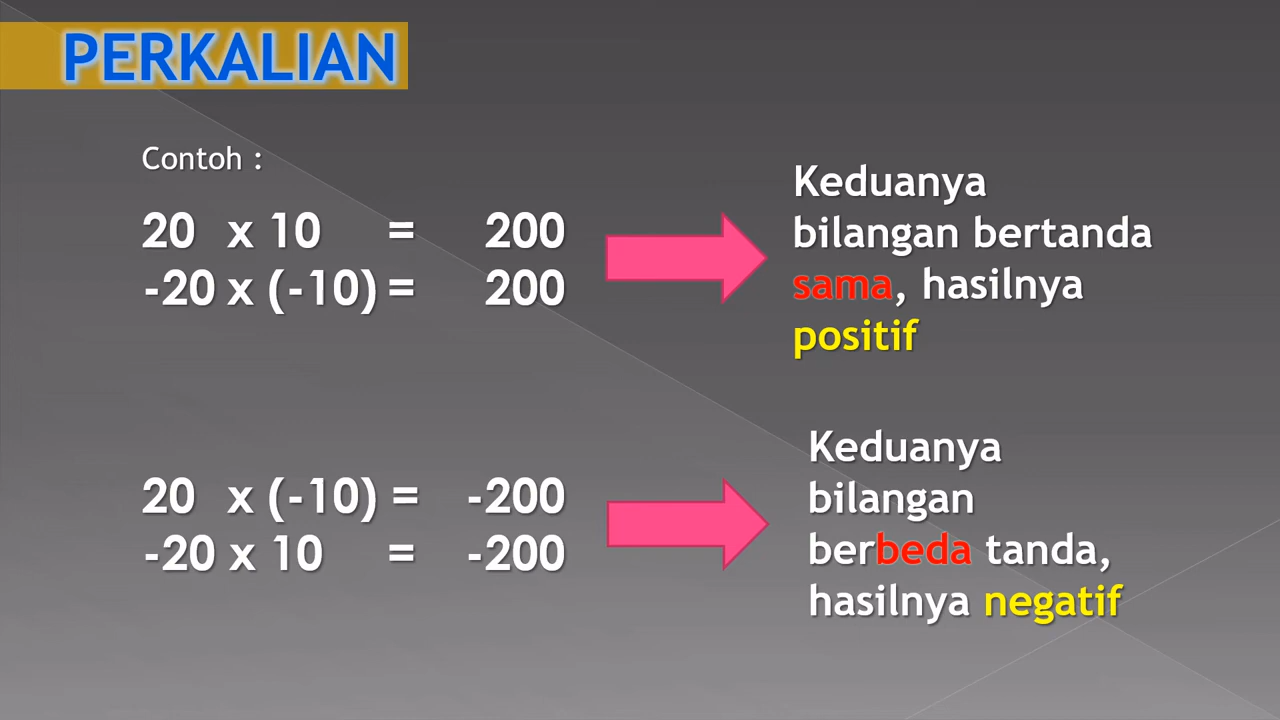 PERKALIAN
Contoh :
20 x 10 = 200
-20 x (-10) = 200
Keduanya
bilangan bertanda
sama, hasilnya
positif
20 x (-10) = -200
-20 x 10 = -200
Keduanya
bilangan
berbeda tanda,
hasilnya negatif